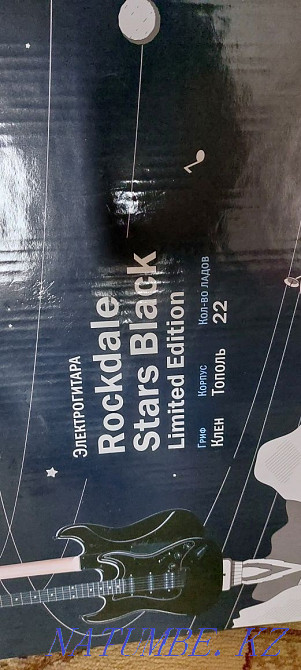 ЭЛЕКТРОГИТАРА
Rockdale
Stars Black
Limited Edition
Гриф
Клен
Корпус
Тополь
Кол-во ладов
22
NATUMBE. KZ